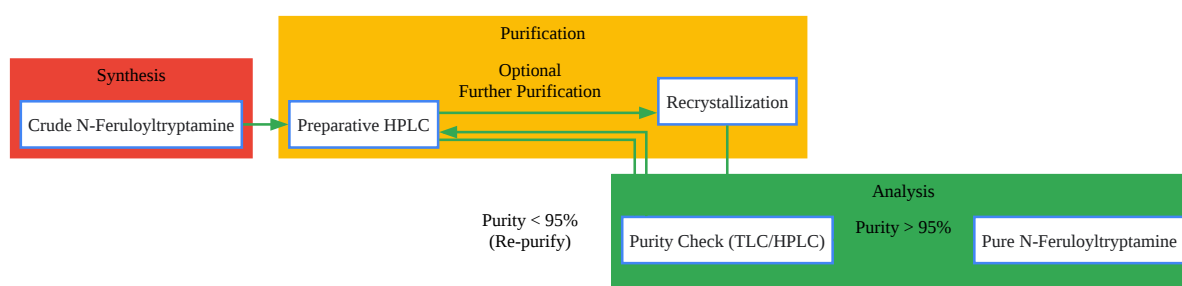 Purification
Synthesis
Optional
Further Purification
Crude N-Feruloyltryptamine
Preparative HPLC
Recrystallization
Analysis
Purity < 95%
(Re-purify)
Purity Check (TLC/HPLC)
Purity > 95%
Pure N-Feruloyltryptamine